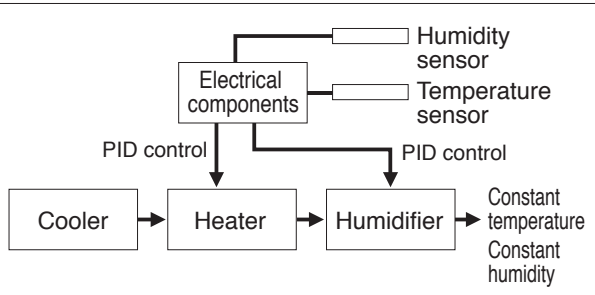 Humidity
sensor
Electrical
components
Temperature
sensor
PID control
PID control
Cooler
Heater
Humidifier
Constant
temperature
Constant
humidity